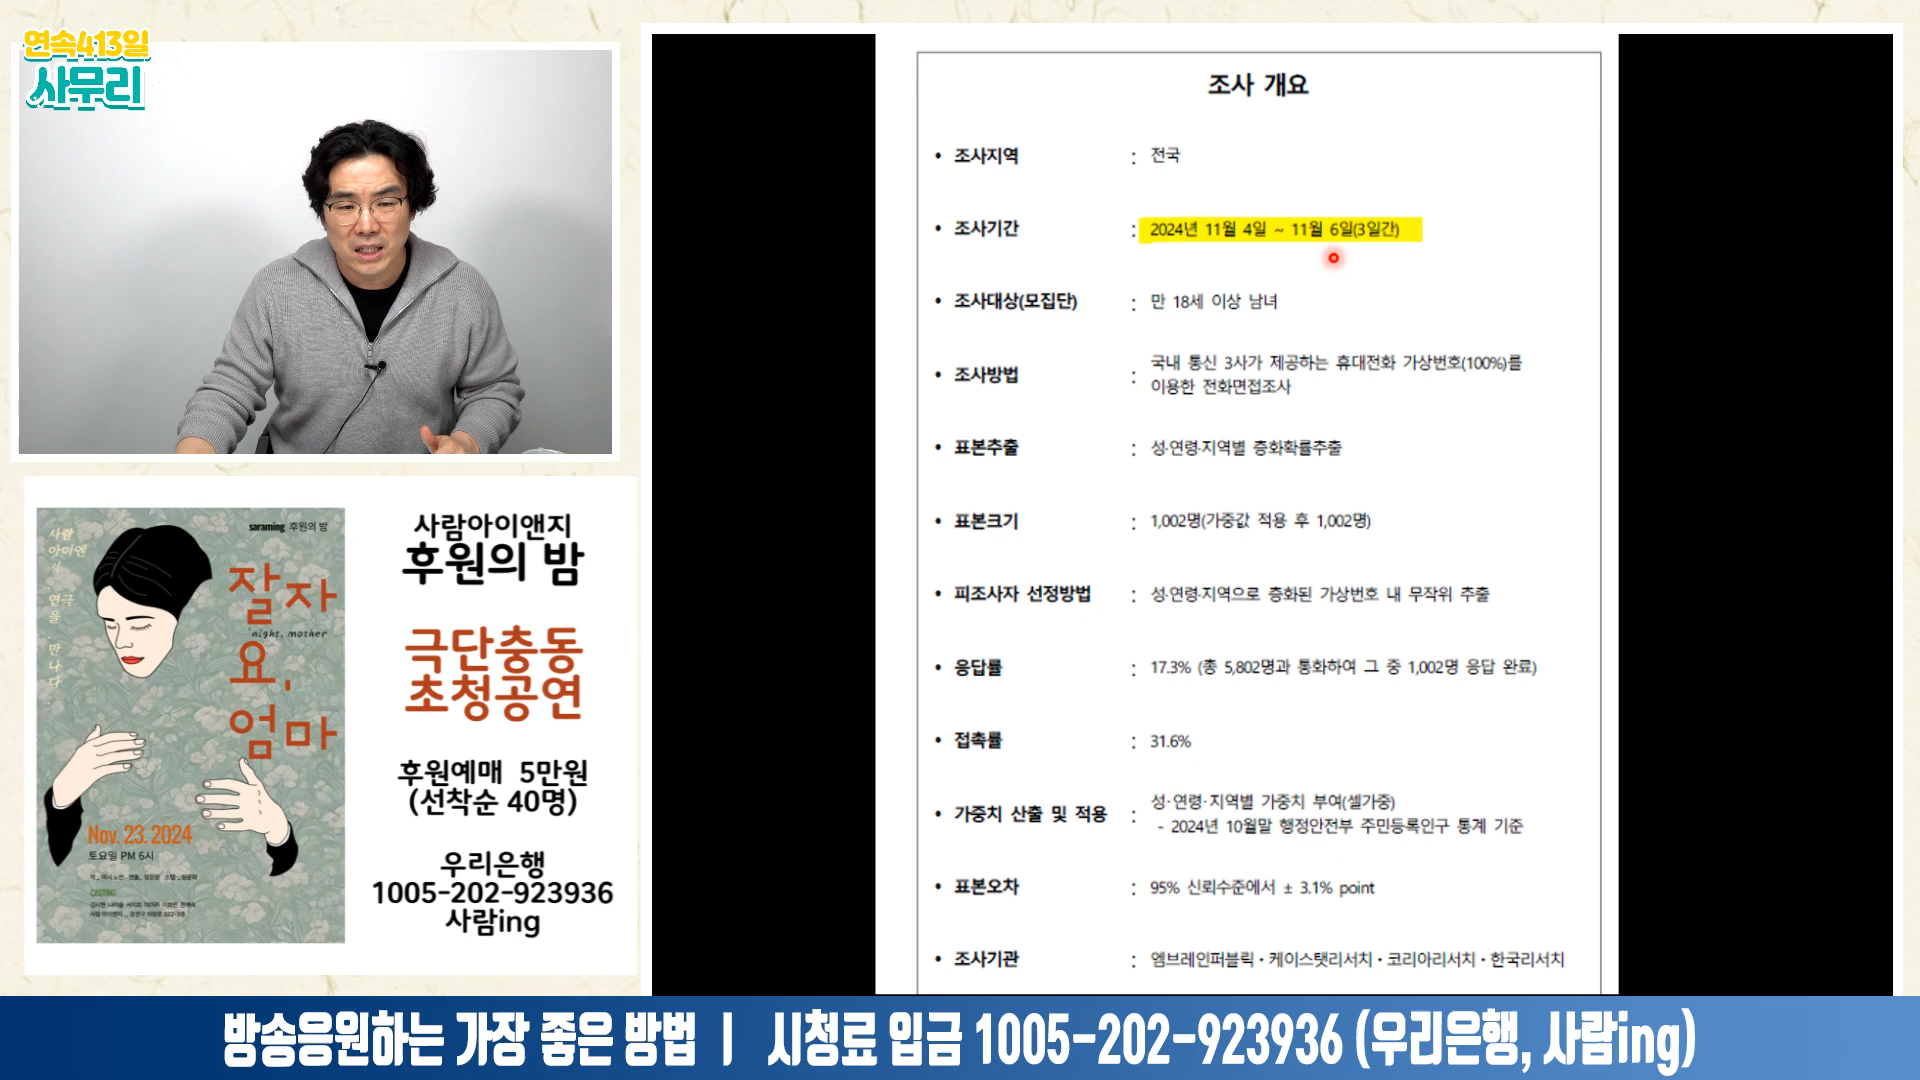 연속413일
사무리
조사 개요
• 조사지역 : 전국
• 조사기간 : 2024년 11월 4일 ~ 11월 6일(3일간)
• 조사대상(모집단) : 만 18세 이상 남녀
• 조사방법 : 국내 통신 3사가 제공하는 휴대전화 가상번호(100%)를
이용한 전화면접조사
• 표본추출 : 성·연령·지역별 층화확률추출
• 표본크기 : 1,002명(가중값 적용 후 1,002명)
• 피조사자 선정방법 : 성·연령·지역으로 층화된 가상번호 내 무작위 추출
• 응답률 : 17.3% (총 5,802명과 통화하여 그 중 1,002명 응답 완료)
• 접촉률 : 31.6%
• 가중치 산출 및 적용 : 성·연령·지역별 가중치 부여(셀가중)
- 2024년 10월말 행정안전부 주민등록인구 통계 기준
• 표본오차 : 95% 신뢰수준에서 ± 3.1% point
• 조사기관 : 엠브레인퍼블릭·케이스탯리서치·코리아리서치·한국리서치
saraming 후원의 밤
사람
아이엔
지
연극
을
만
나
다
잘자
'night, mother
요,
엄마
Nov. 23. 2024
토요일 PM 6시
CASTING
사람아이앤지
후원의 밤
극단충동
초청공연
후원예매 5만원
(선착순 40명)
우리은행
1005-202-923936
사람ing
방송응원하는 가장 좋은 방법 | 시청료 입금 1005-202-923936 (우리은행, 사람ing)